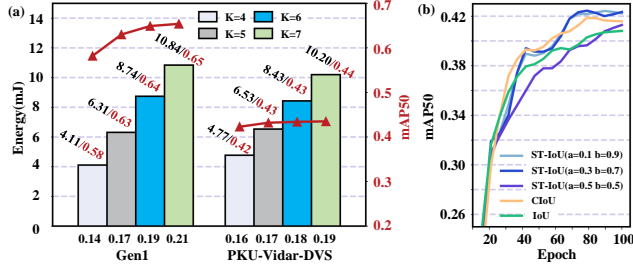 (a)
14
12
10
8
6
4
2
0
Energy(mJ)
K=4 K=6
K=5 K=7
4.11/0.58
6.31/0.63
8.74/0.64
10.84/0.65
4.77/0.42
6.53/0.43
8.43/0.43
10.20/0.44
0.7
0.6
0.5
0.4
0.3
0.2
mAP50
0.14 0.17 0.19 0.21 0.16 0.17 0.18 0.19
Gen1 PKU-Vidar-DVS
(b)
0.42
0.38
0.34
0.30
0.26
mAP50
ST-IoU(a=0.1 b=0.9)
ST-IoU(a=0.3 b=0.7)
ST-IoU(a=0.5 b=0.5)
CIoU
IoU
20 40 60 80 100
Epoch